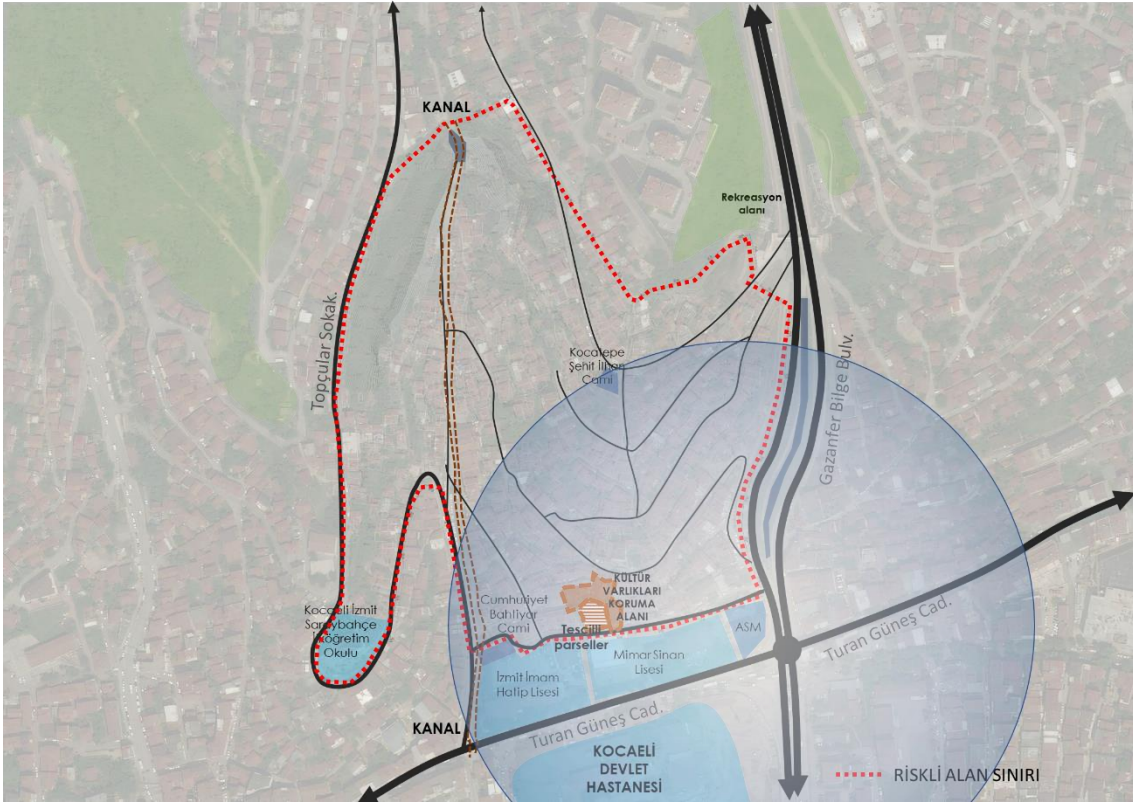 KANAL
Rekreasyon
alanı
Topçular Sokak.
Gazanfer Bilge Bulv.
Kocatepe
Şehit İlhan
Cami
KÜLTÜR
VARLIKLARI
KORUMA
ALANI
Tescilli
parseller
Cumhuriyet
Bahtiyar
Cami
Kocaeli İzmit
Saraybahçe
İlköğretim
Okulu
ASM
Mimar Sinan
Lisesi
İzmit İmam
Hatip Lisesi
Turan Güneş Cad.
Turan Güneş Cad.
KANAL
KOCAELİ
DEVLET
HASTANESİ
RİSKLİ ALAN SINIRI